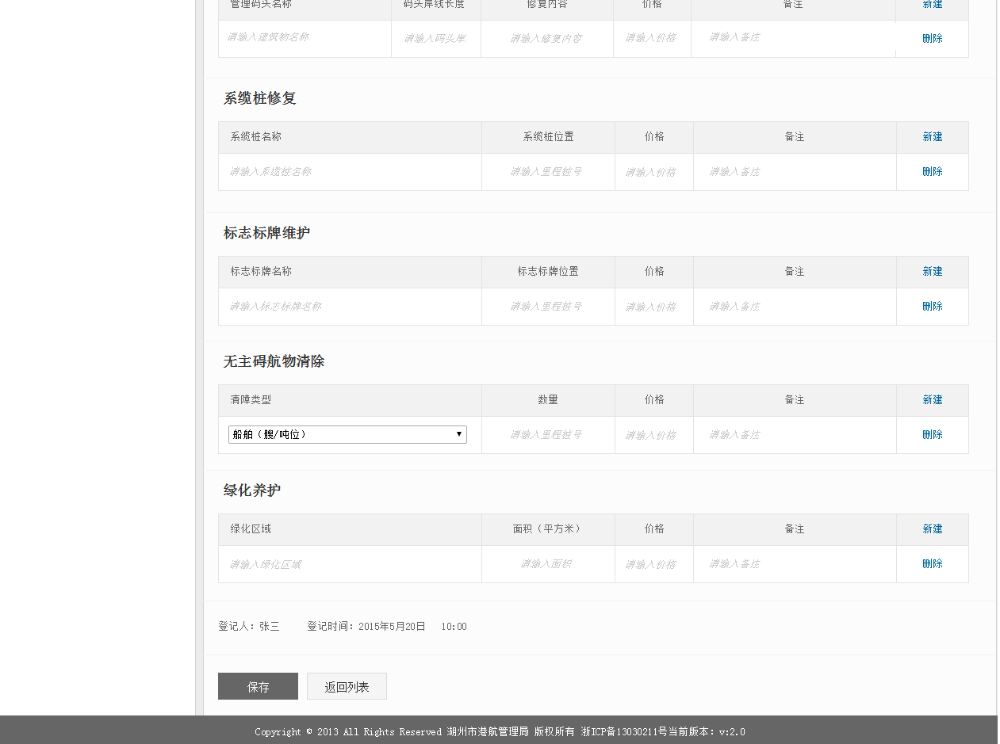 管理码头名称 码头岸线长度 修复内容 价格 备注 新建
请输入建筑物名称 请输入码头岸 请输入修复内容 请输入价格 请输入备注 删除
系缆桩修复
系缆桩名称 系缆桩位置 价格 备注 新建
请输入系缆桩名称 请输入里程桩号 请输入价格 请输入备注 删除
标志标牌维护
标志标牌名称 标志标牌位置 价格 备注 新建
请输入标志标牌名称 请输入里程桩号 请输入价格 请输入备注 删除
无主碍航物清除
清障类型 数量 价格 备注 新建
船舶（艘/吨位） 请输入里程桩号 请输入价格 请输入备注 删除
绿化养护
绿化区域 面积（平方米） 价格 备注 新建
请输入绿化区域 请输入面积 请输入价格 请输入备注 删除
登记人：张三 登记时间：2015年5月20日 10:00
保存 返回列表
Copyright © 2013 All Rights Reserved 湖州市港航管理局 版权所有 浙ICP备13030211号当前版本：v:2.0